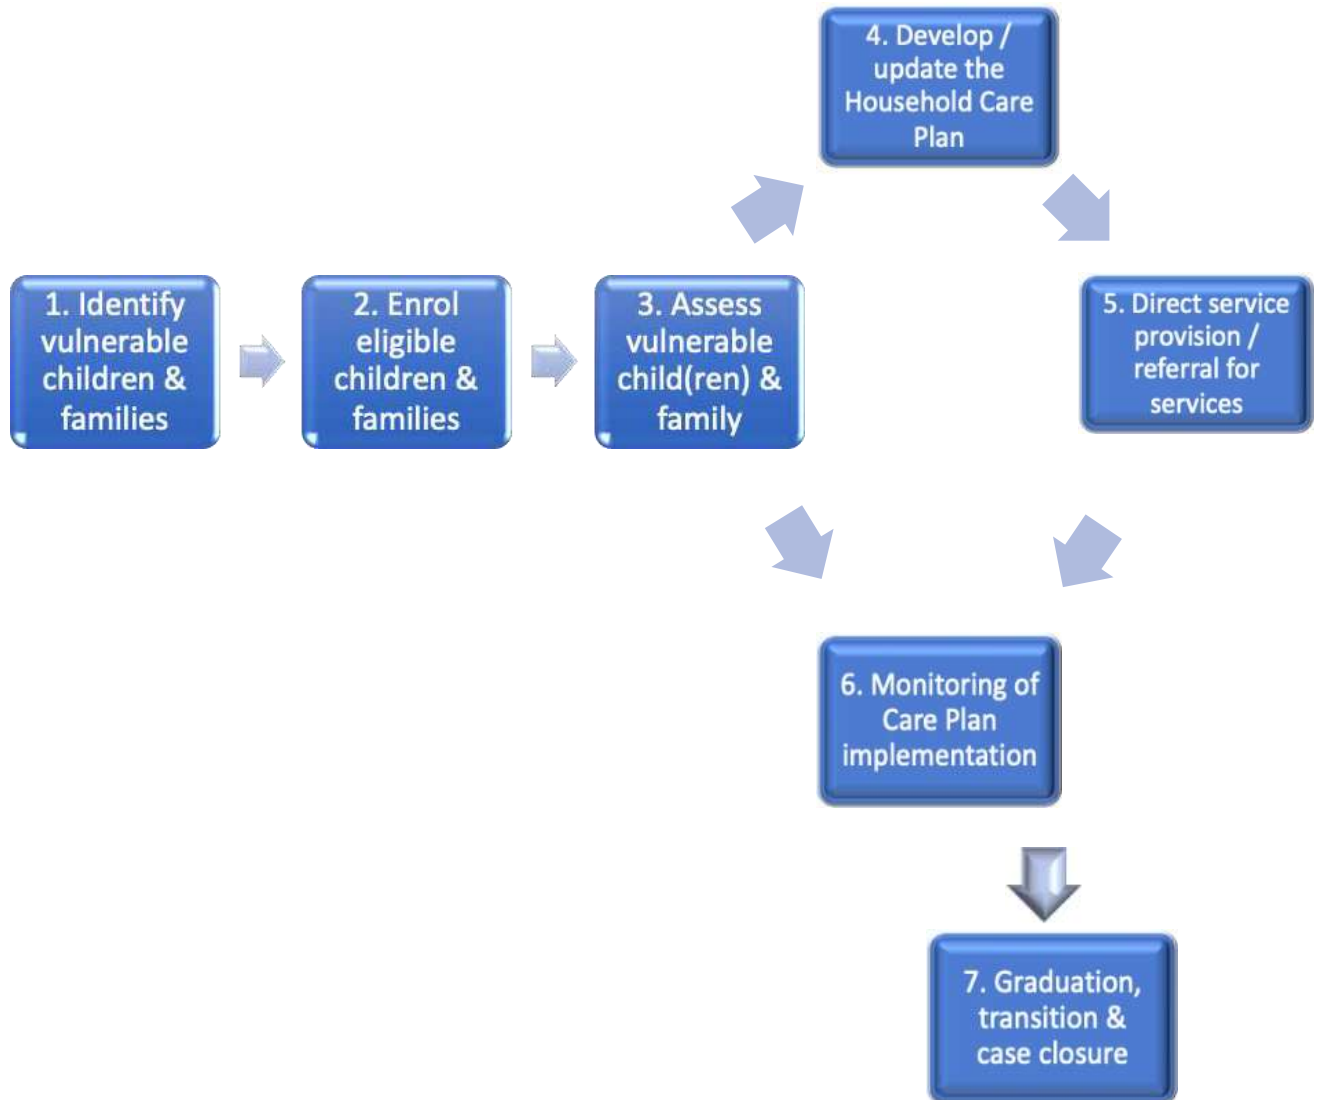 1. Identify
vulnerable
children &
families
2. Enrol
eligible
children &
families
3. Assess
vulnerable
child(ren) &
family
4. Develop /
update the
Household Care
Plan
5. Direct service
provision /
referral for
services
6. Monitoring of
Care Plan
implementation
7. Graduation,
transition &
case closure